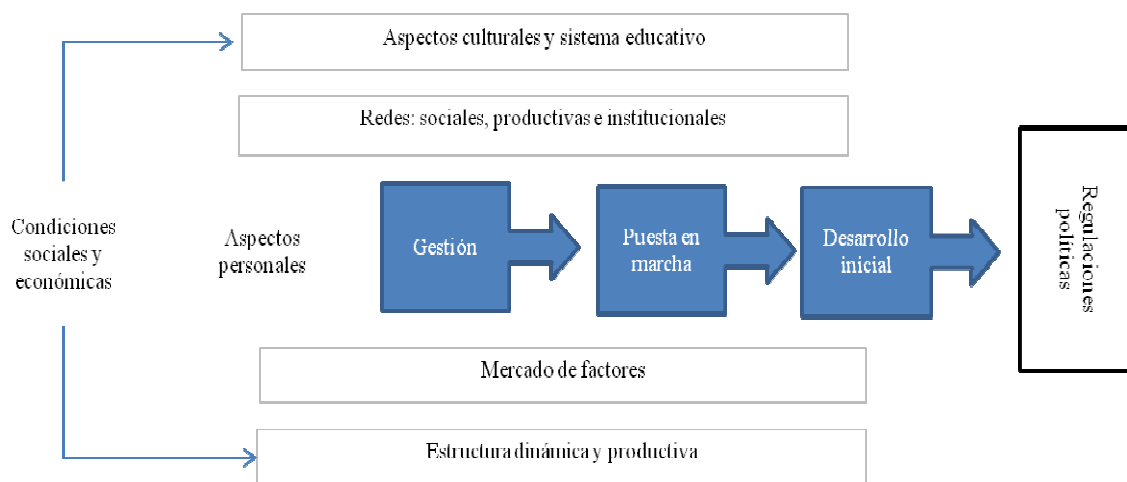 Aspectos culturales y sistema educativo
Redes: sociales, productivas e institucionales
Condiciones
sociales y
económicas
Aspectos
personales
Gestión
Puesta en
marcha
Desarrollo
inicial
Regulaciones
políticas
Mercado de factores
Estructura dinámica y productiva